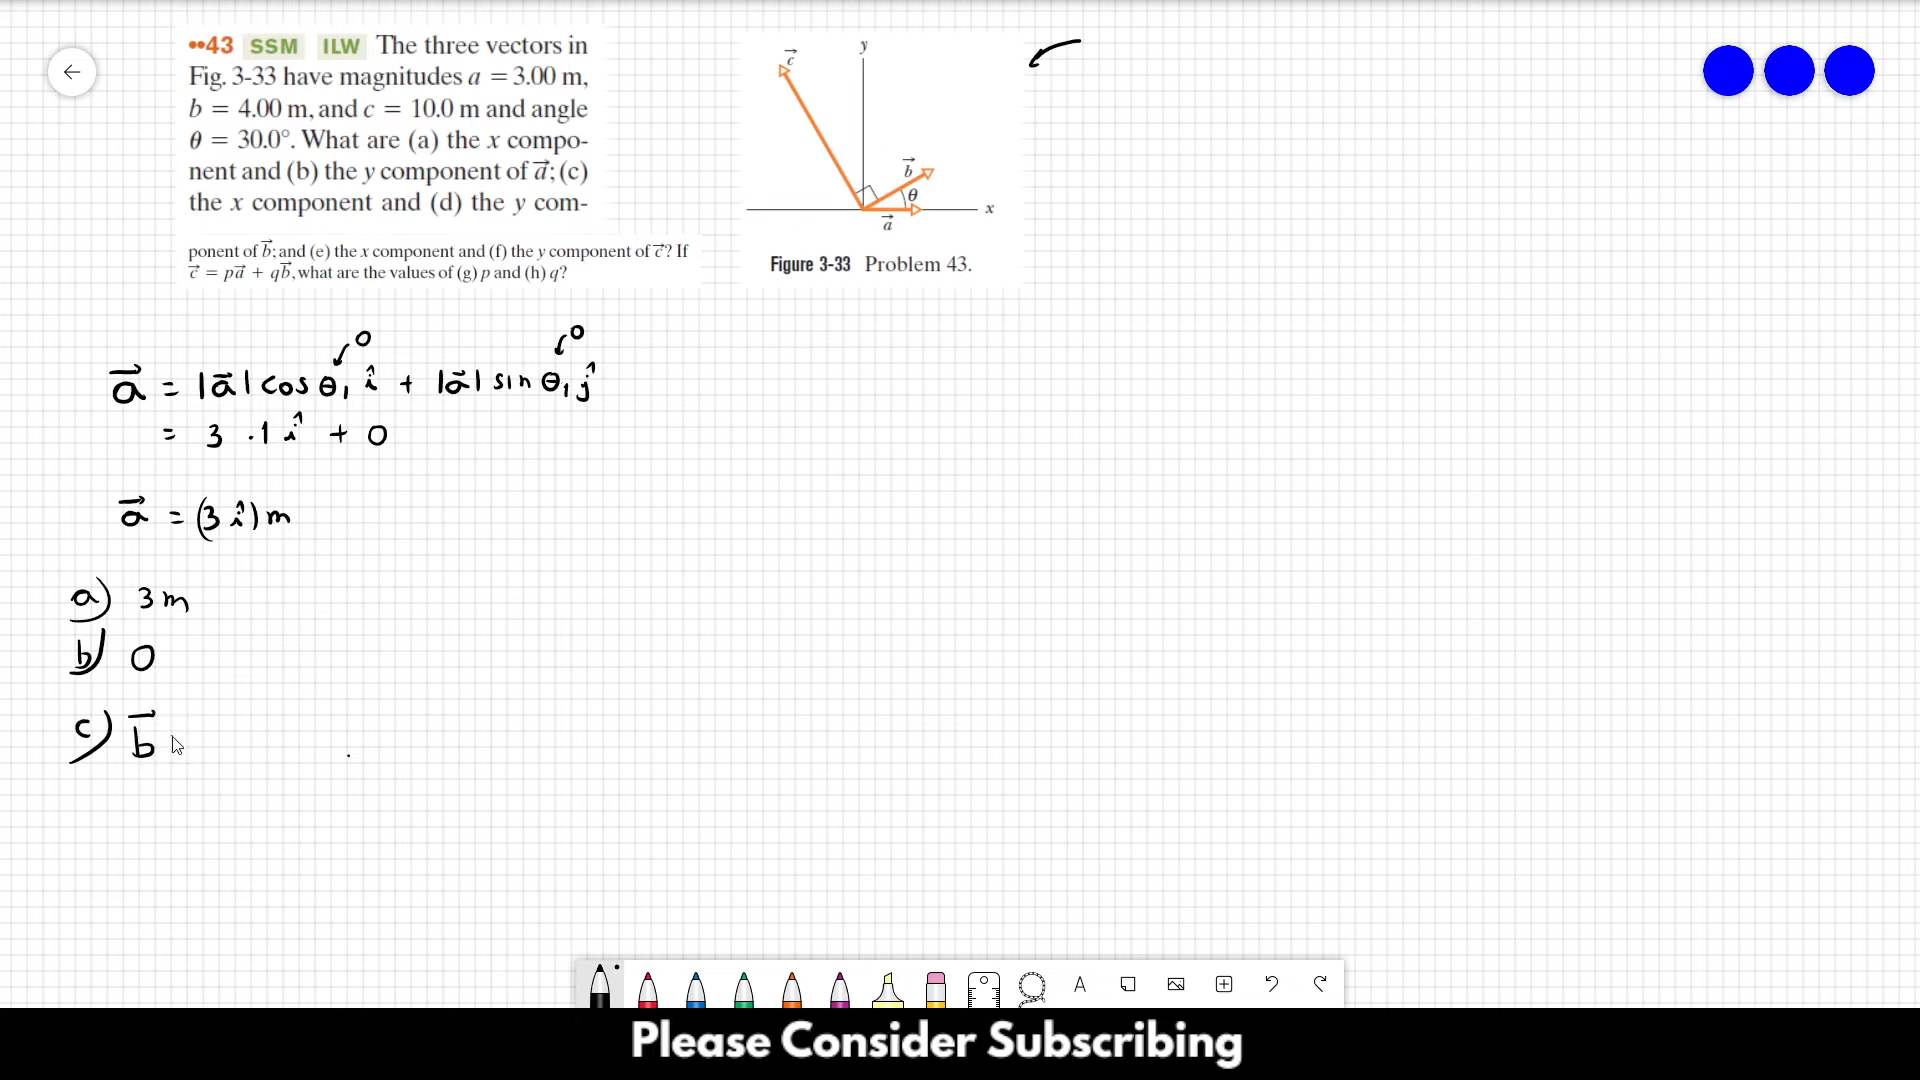 ••43 SSM ILW The three vectors in
Fig. 3-33 have magnitudes a = 3.00 m,
b = 4.00 m, and c = 10.0 m and angle
θ = 30.0°. What are (a) the x compo-
nent and (b) the y component of a⃗; (c)
the x component and (d) the y com-
ponent of b⃗; and (e) the x component and (f) the y component of c⃗? If
c⃗ = pa⃗ + qb⃗, what are the values of (g) p and (h) q?
y
c⃗
b⃗
θ
a⃗
x
Figure 3-33 Problem 43.
0 0
a⃗ = |a⃗| cos θ₁ î + |a⃗| sin θ₁ ĵ
= 3 . 1 î + 0
a⃗ = (3 î) m
a) 3 m
b) 0
c) b⃗
A
Please Consider Subscribing